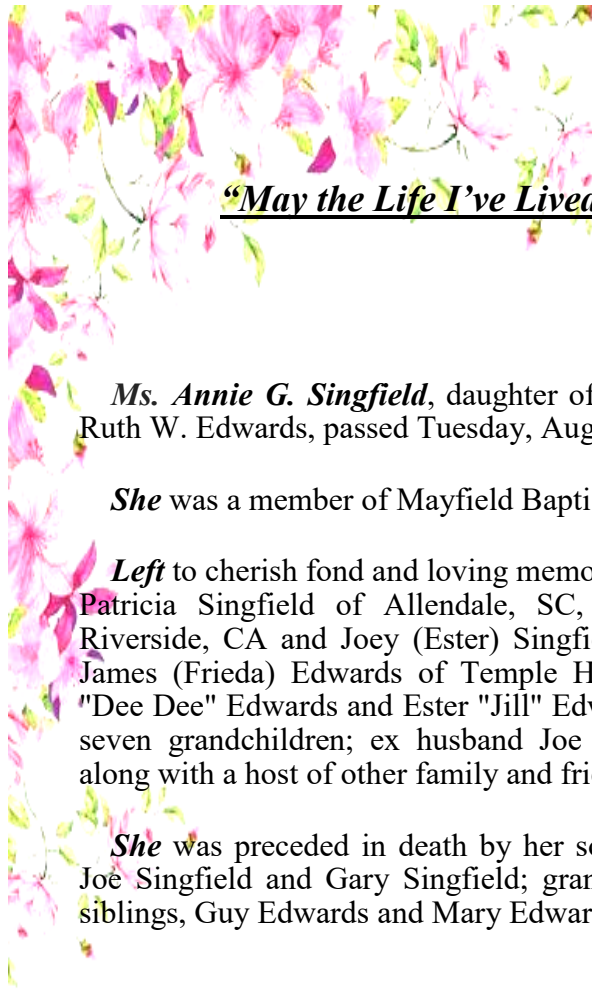 “May the Life I’ve Lived
Ms. Annie G. Singfield, daughter of
Ruth W. Edwards, passed Tuesday, Aug
She was a member of Mayfield Bapti
Left to cherish fond and loving memo
Patricia Singfield of Allendale, SC,
Riverside, CA and Joey (Ester) Singfi
James (Frieda) Edwards of Temple H
"Dee Dee" Edwards and Ester "Jill" Edw
seven grandchildren; ex husband Joe
along with a host of other family and frie
She was preceded in death by her so
Joe Singfield and Gary Singfield; gran
siblings, Guy Edwards and Mary Edwar